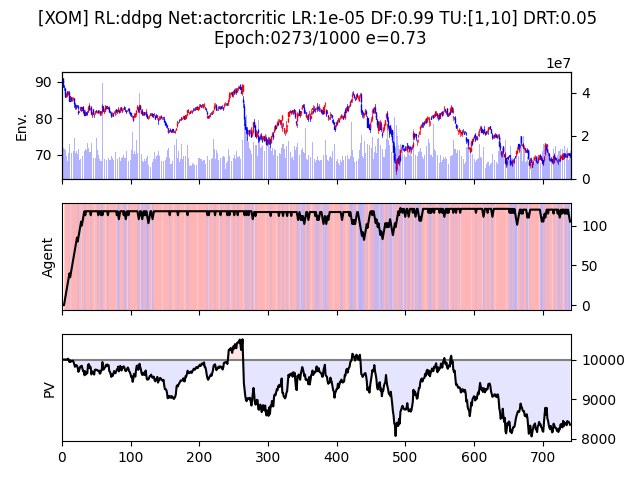 [XOM] RL:ddpg Net:actorcritic LR:1e-05 DF:0.99 TU:[1,10] DRT:0.05
Epoch:0273/1000 e=0.73
1e7
90
80
70
Env.
4
2
0
Agent
100
50
0
PV
10000
9000
8000
0 100 200 300 400 500 600 700